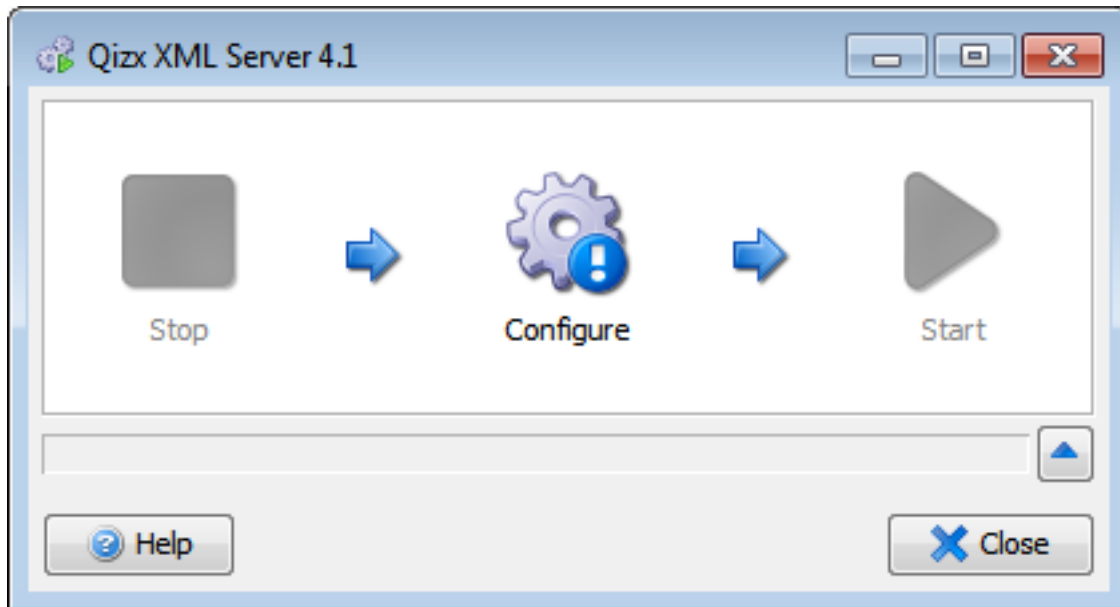 Qizx XML Server 4.1
Stop
Configure
Start
Help
Close